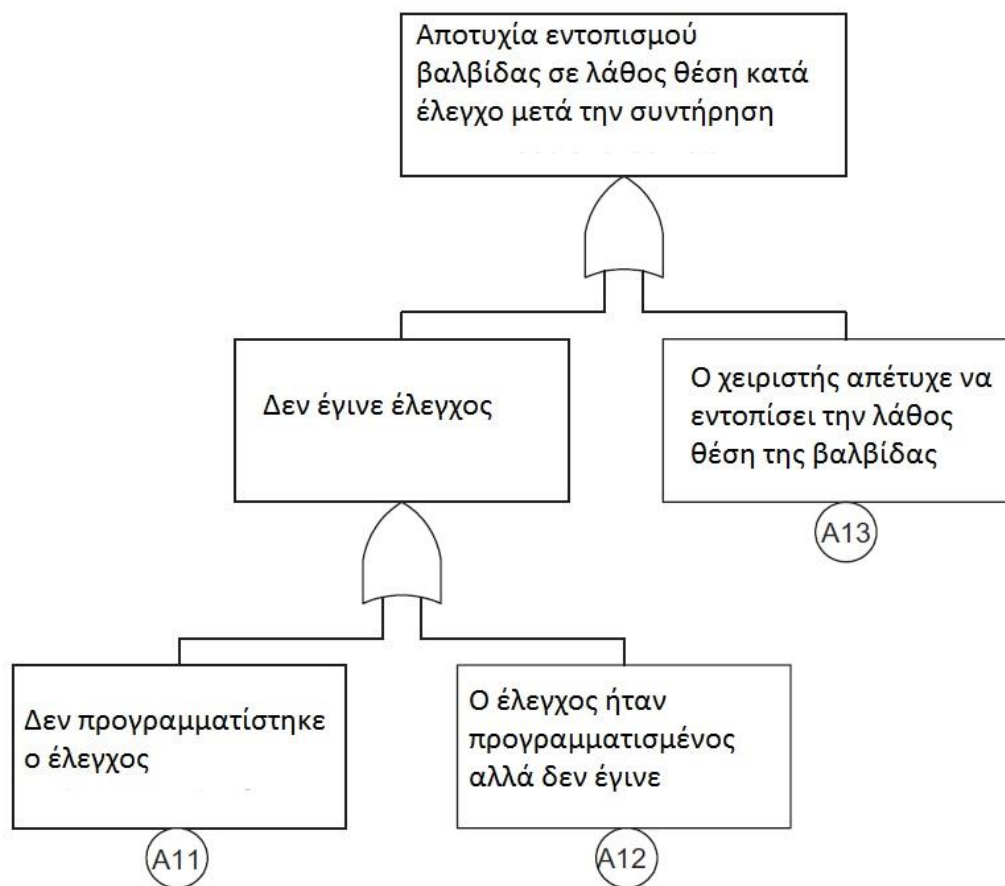 Αποτυχία εντοπισμού
βαλβίδας σε λάθος θέση κατά
έλεγχο μετά την συντήρηση
Δεν έγινε έλεγχος
Ο χειριστής απέτυχε να
εντοπίσει την λάθος
θέση της βαλβίδας
A13
Δεν προγραμματίστηκε
ο έλεγχος
Ο έλεγχος ήταν
προγραμματισμένος
αλλά δεν έγινε
A11
A12